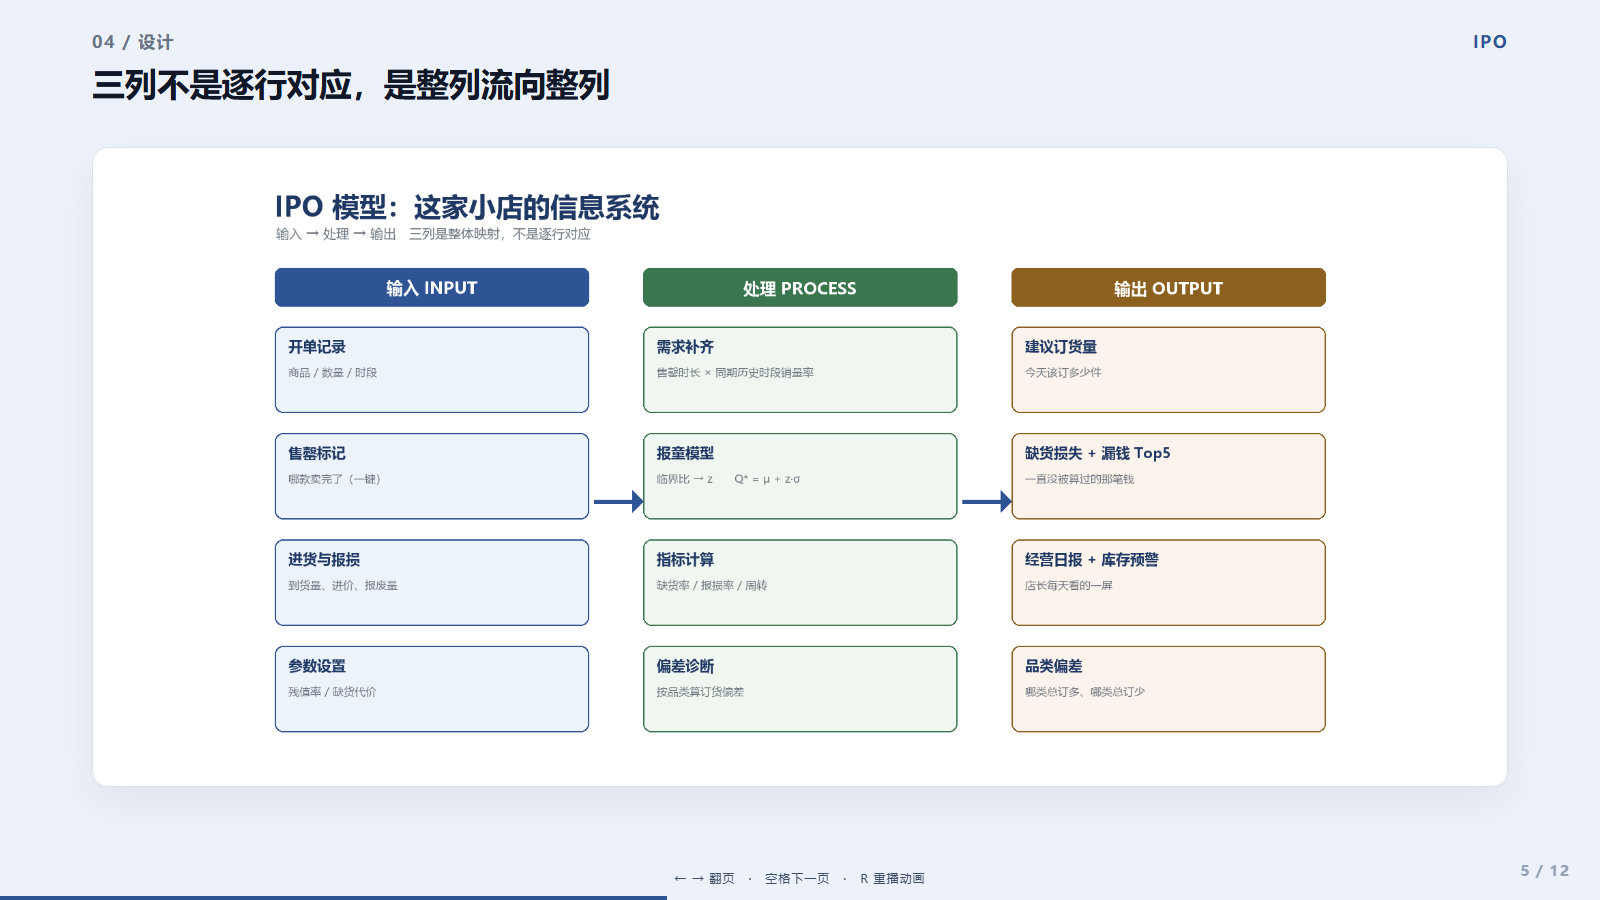 04 / 设计
IPO
三列不是逐行对应，是整列流向整列
IPO 模型：这家小店的信息系统
输入 → 处理 → 输出　三列是整体映射，不是逐行对应
输入 INPUT
处理 PROCESS
输出 OUTPUT
开单记录
商品 / 数量 / 时段
需求补齐
售罄时长 × 同期历史时段销量率
建议订货量
今天该订多少件
售罄标记
哪款卖完了（一键）
报童模型
临界比 → z　　Q* = μ + z·σ
缺货损失 + 漏钱 Top5
一直没被算过的那笔钱
进货与报损
到货量、进价、报废量
指标计算
缺货率 / 报损率 / 周转
经营日报 + 库存预警
店长每天看的一屏
参数设置
残值率 / 缺货代价
偏差诊断
按品类算订货偏差
品类偏差
哪类总订多、哪类总订少
← → 翻页 · 空格下一页 · R 重播动画
5 / 12